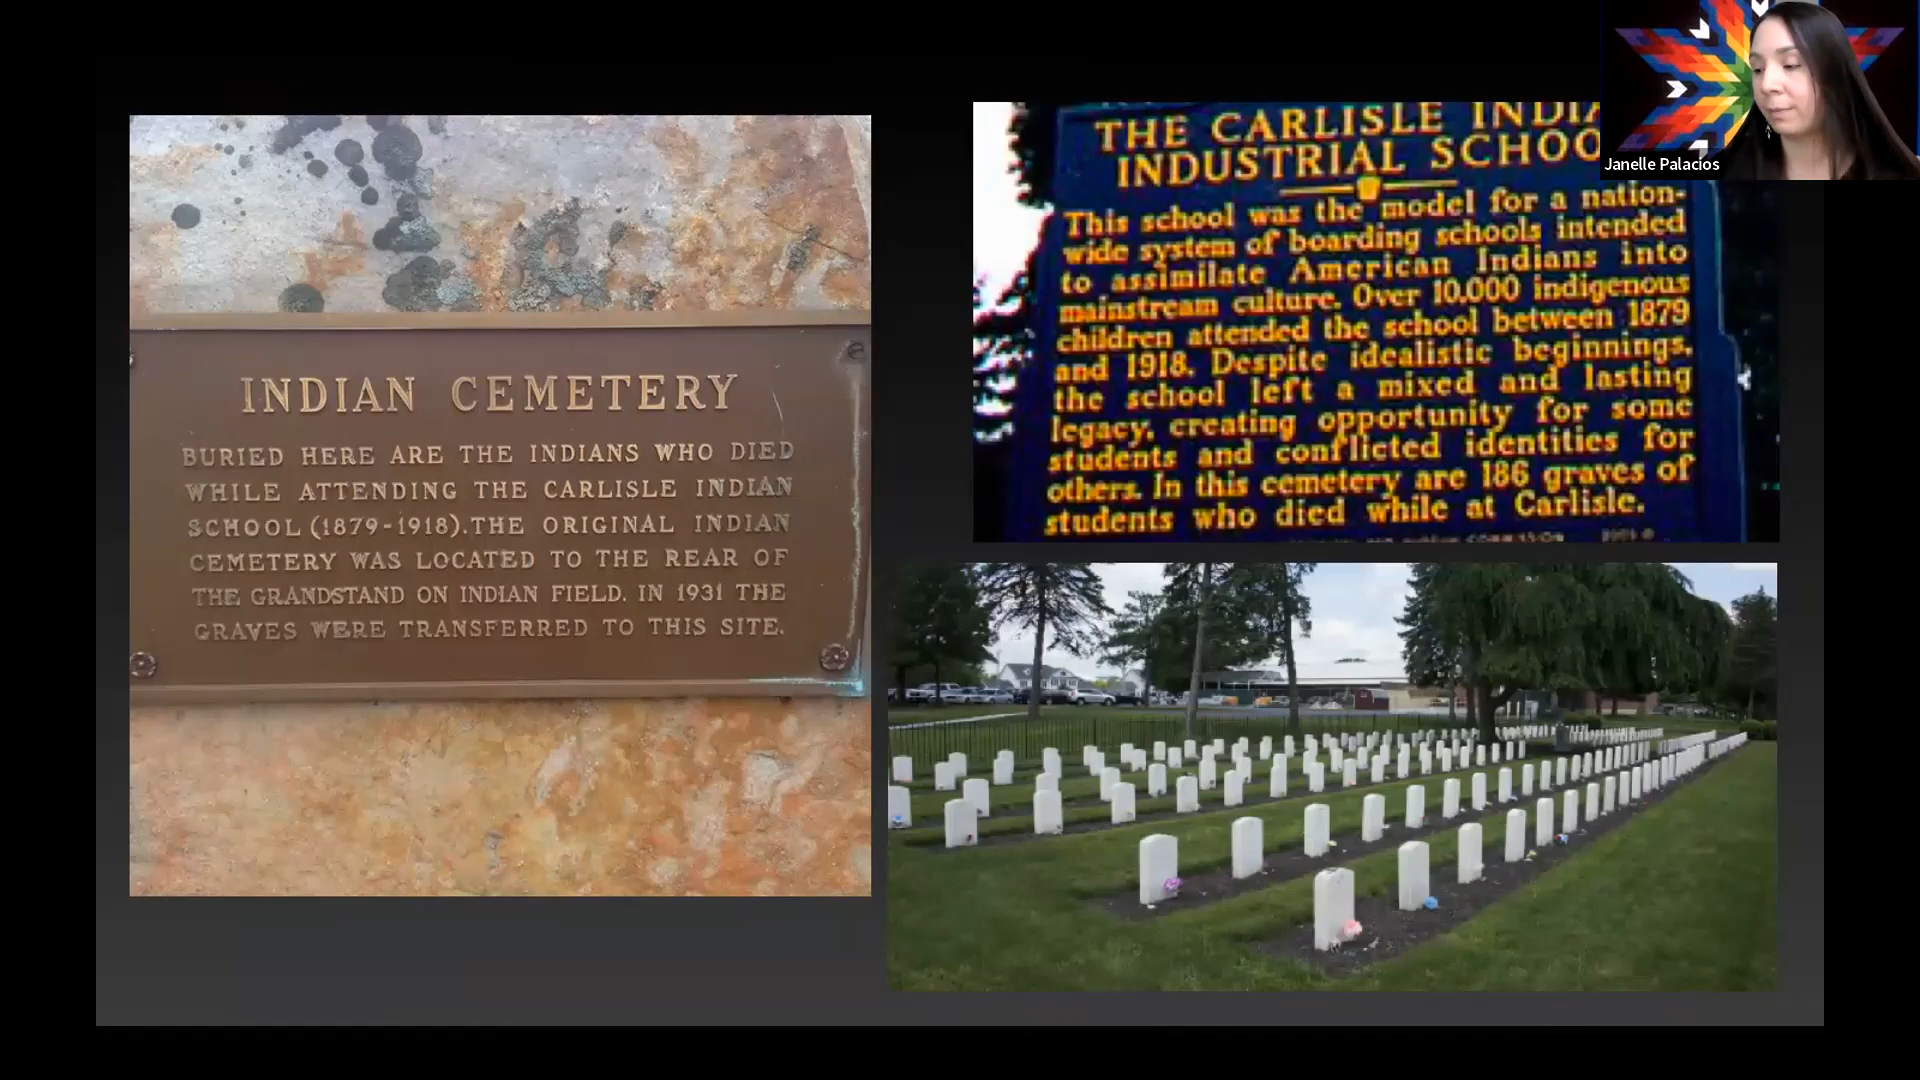 INDIAN CEMETERY
BURIED HERE ARE THE INDIANS WHO DIED
WHILE ATTENDING THE CARLISLE INDIAN
SCHOOL (1879-1918). THE ORIGINAL INDIAN
CEMETERY WAS LOCATED TO THE REAR OF
THE GRANDSTAND ON INDIAN FIELD. IN 1931 THE
GRAVES WERE TRANSFERRED TO THIS SITE.
THE CARLISLE INDIA
INDUSTRIAL SCHOO
This school was the model for a nation-
wide system of boarding schools intended
to assimilate American Indians into
mainstream culture. Over 10,000 indigenous
children attended the school between 1879
and 1918. Despite idealistic beginnings,
the school left a mixed and lasting
legacy, creating opportunity for some
students and conflicted identities for
others. In this cemetery are 186 graves of
students who died while at Carlisle.
Janelle Palacios